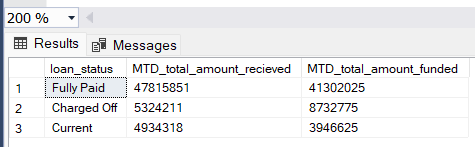 200 %
Results Messages
loan_status MTD_total_amount_recieved MTD_total_amount_funded
1 Fully Paid 47815851 41302025
2 Charged Off 5324211 8732775
3 Current 4934318 3946625